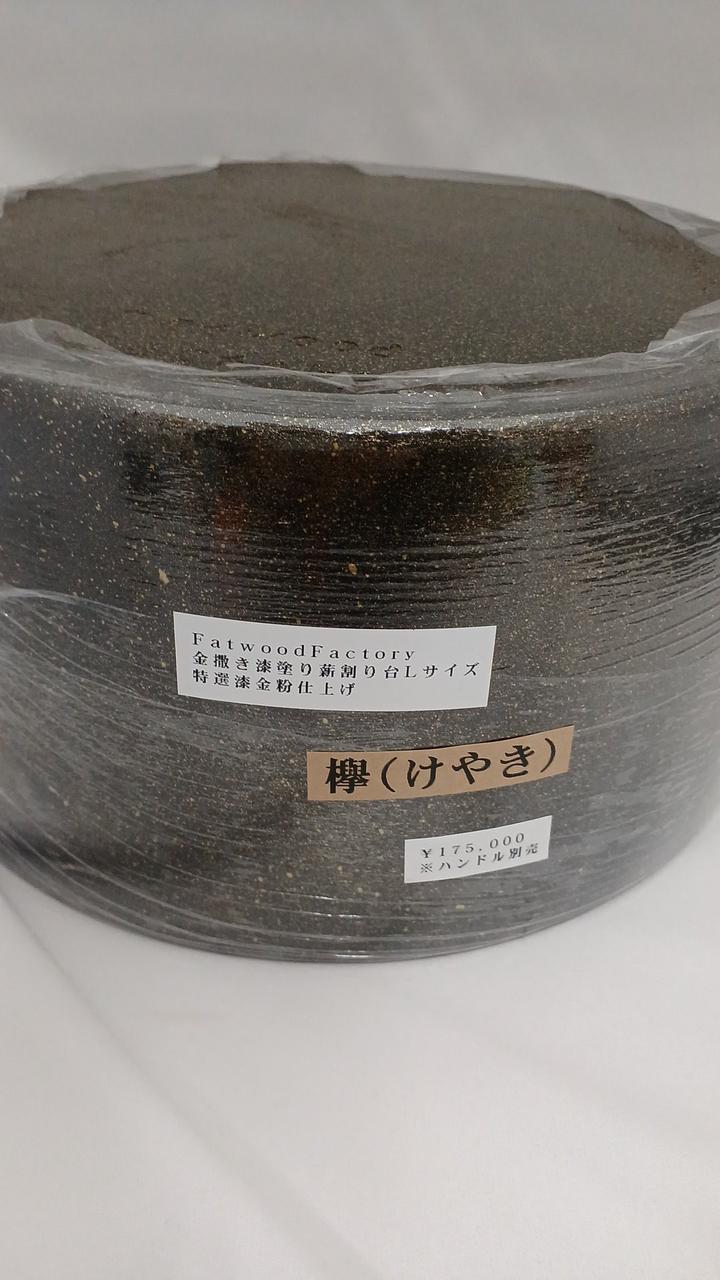 FatwoodFactory
金撒き漆塗り薪割り台Lサイズ
特選漆金粉仕上げ
欅(けやき)
¥175.000
※ハンドル別売